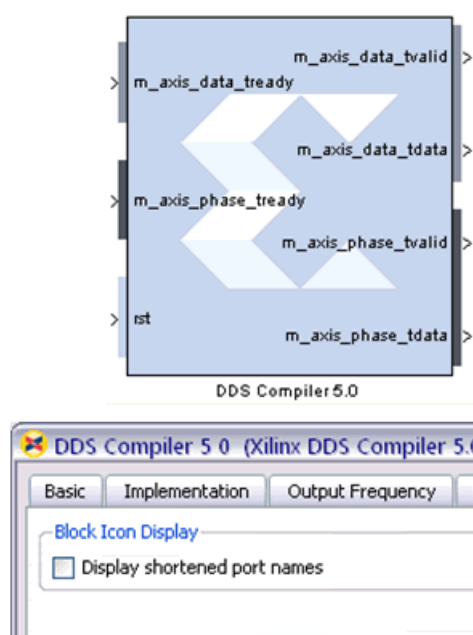 m_axis_data_tvalid
m_axis_data_tready
m_axis_data_tdata
m_axis_phase_tready
m_axis_phase_tvalid
rst
m_axis_phase_tdata
DDS Compiler 5.0
DDS Compiler 5 0 (Xilinx DDS Compiler 5.
Basic Implementation Output Frequency
Block Icon Display
Display shortened port names